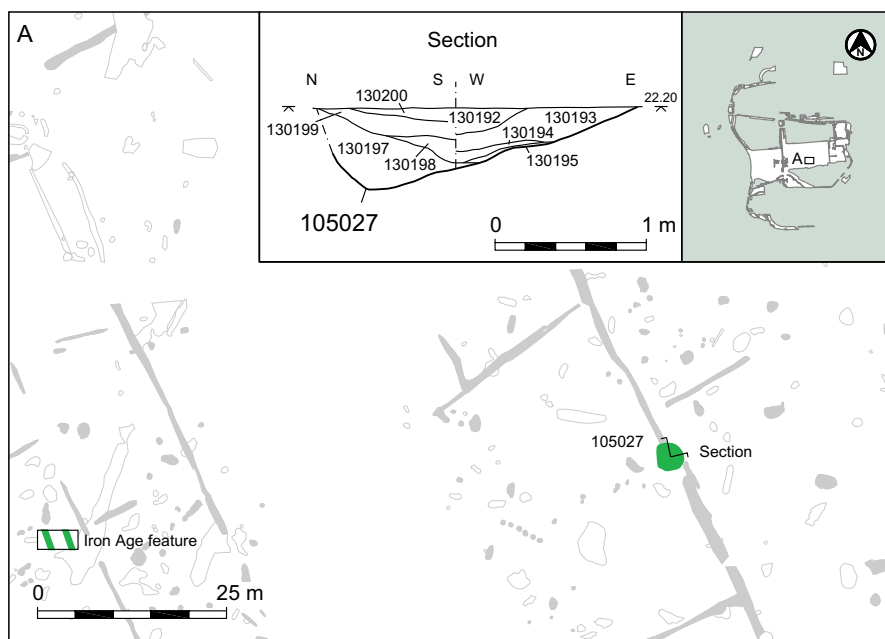 A
Section
N
S
W
E
130200
130192
130193
22.20
130199
130194
130197
130198
130195
105027
0
1 m
N
A
105027
Section
Iron Age feature
0
25 m